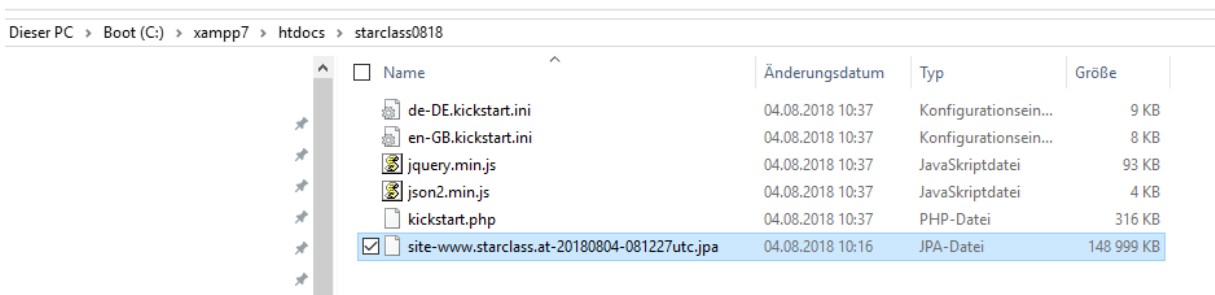 Dieser PC > Boot (C:) > xampp7 > htdocs > starclass0818
Name Änderungsdatum Typ Größe
de-DE.kickstart.ini 04.08.2018 10:37 Konfigurationsein... 9 KB
en-GB.kickstart.ini 04.08.2018 10:37 Konfigurationsein... 8 KB
jquery.min.js 04.08.2018 10:37 JavaSkriptdatei 93 KB
json2.min.js 04.08.2018 10:37 JavaSkriptdatei 4 KB
kickstart.php 04.08.2018 10:37 PHP-Datei 316 KB
site-www.starclass.at-20180804-081227utc.jpa 04.08.2018 10:16 JPA-Datei 148 999 KB